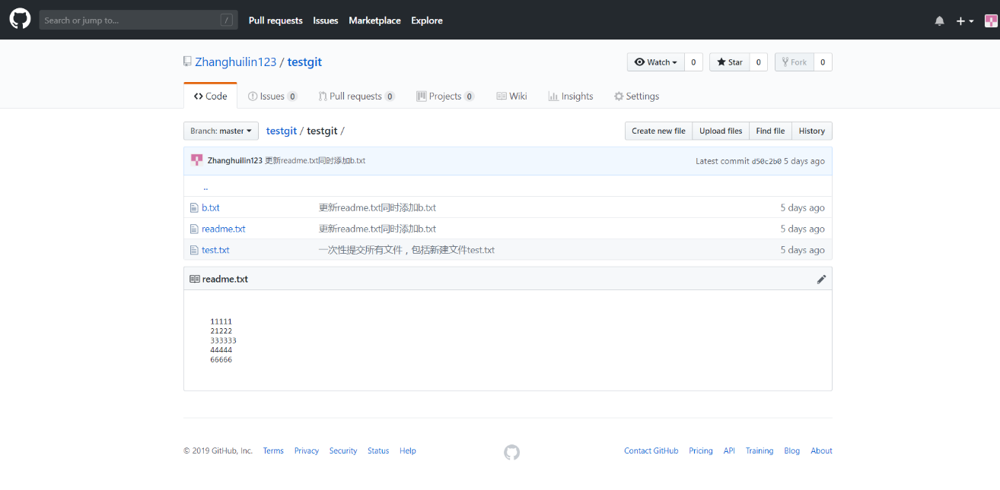 Search or jump to... / Pull requests Issues Marketplace Explore
Zhanghuilin123 / testgit Watch 0 Star 0 Fork 0
Code Issues 0 Pull requests 0 Projects 0 Wiki Insights Settings
Branch: master testgit / testgit / Create new file Upload files Find file History
Zhanghuilin123 更新readme.txt同时添加b.txt Latest commit d50c2b0 5 days ago
..
b.txt 更新readme.txt同时添加b.txt 5 days ago
readme.txt 更新readme.txt同时添加b.txt 5 days ago
test.txt 一次性提交所有文件，包括新建文件test.txt 5 days ago
readme.txt
11111
21222
333333
44444
66666
© 2019 GitHub, Inc. Terms Privacy Security Status Help Contact GitHub Pricing API Training Blog About